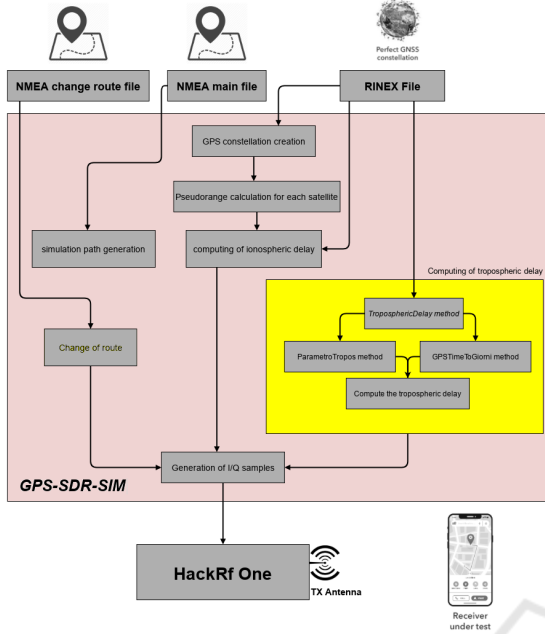 Perfect GNSS
constellation
NMEA change route file
NMEA main file
RINEX File
GPS constellation creation
Pseudorange calculation for each satellite
simulation path generation
computing of ionospheric delay
Computing of tropospheric delay
TroposphericDelay method
Change of route
ParametroTropos method
GPSTimeToGiorni method
Compute the tropospheric delay
Generation of I/Q samples
GPS-SDR-SIM
HackRf One
TX Antenna
Receiver
under test